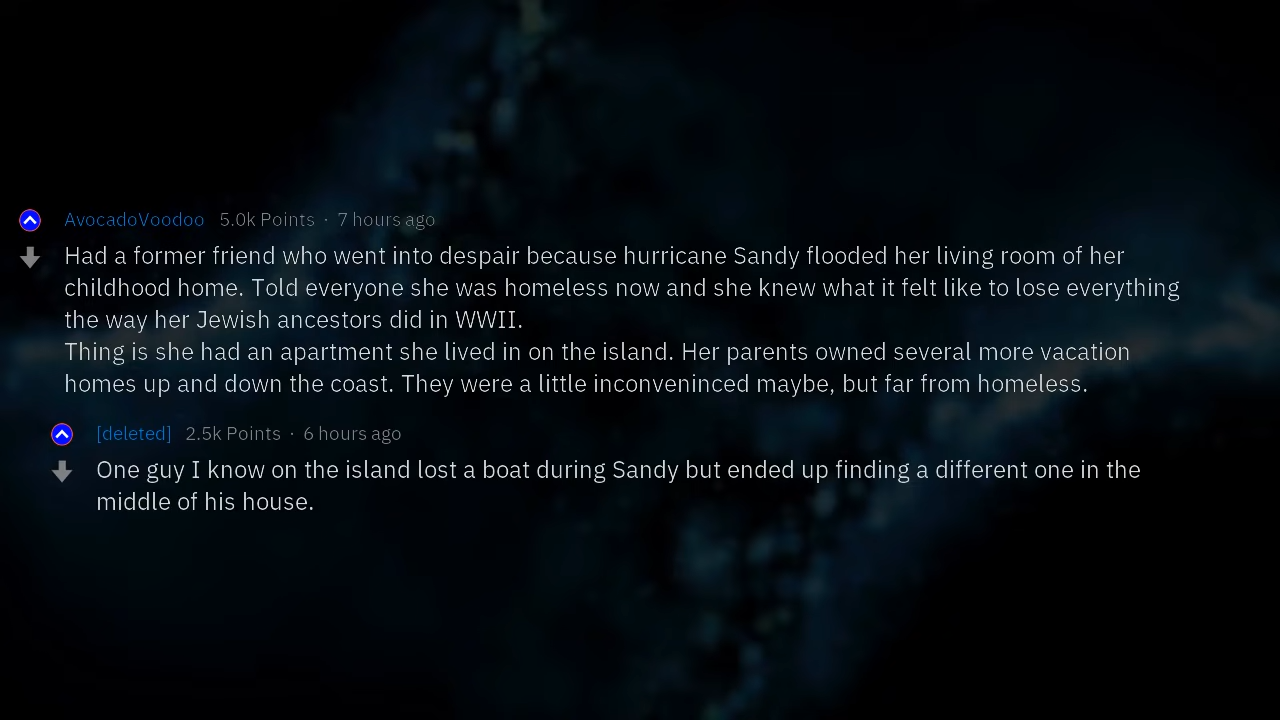 AvocadoVoodoo 5.0k Points · 7 hours ago
Had a former friend who went into despair because hurricane Sandy flooded her living room of her
childhood home. Told everyone she was homeless now and she knew what it felt like to lose everything
the way her Jewish ancestors did in WWII.
Thing is she had an apartment she lived in on the island. Her parents owned several more vacation
homes up and down the coast. They were a little inconveninced maybe, but far from homeless.
[deleted] 2.5k Points · 6 hours ago
One guy I know on the island lost a boat during Sandy but ended up finding a different one in the
middle of his house.